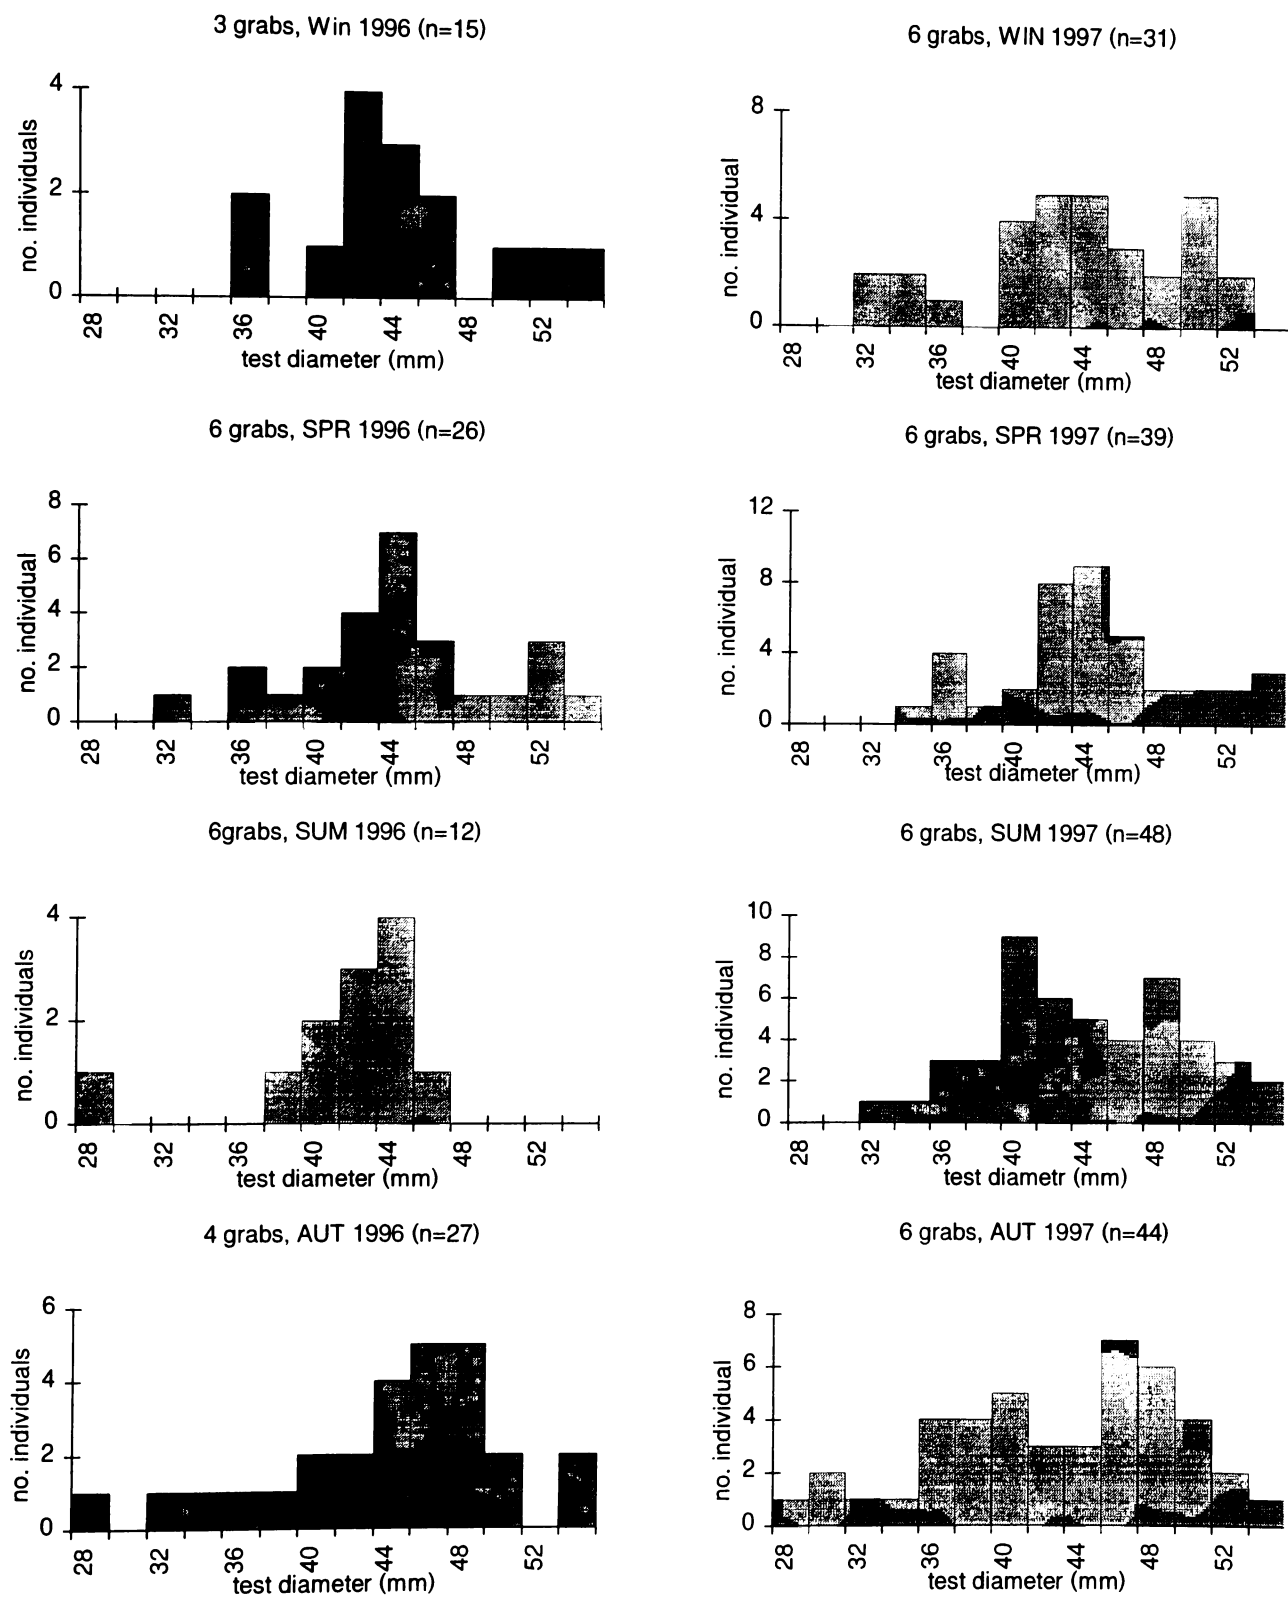 3 grabs, Win 1996 (n=15)
4
2
0
no. individuals
28 32 36 40 44 48 52
test diameter (mm)
6 grabs, WIN 1997 (n=31)
8
4
0
no. individual
28 32 36 40 44 48 52
test diameter (mm)
6 grabs, SPR 1996 (n=26)
8
6
4
2
0
no. individual
28 32 36 40 44 48 52
test diameter (mm)
6 grabs, SPR 1997 (n=39)
12
8
4
0
no. individual
28 32 36 40 44 48 52
test diameter (mm)
6grabs, SUM 1996 (n=12)
4
2
0
no. individuals
28 32 36 40 44 48 52
test diameter (mm)
6 grabs, SUM 1997 (n=48)
10
8
6
4
2
0
no. individual
28 32 36 40 44 48 52
test diametr (mm)
4 grabs, AUT 1996 (n=27)
6
4
2
0
no. individuals
28 32 36 40 44 48 52
test diameter (mm)
6 grabs, AUT 1997 (n=44)
8
6
4
2
0
no. individual
28 32 36 40 44 48 52
test diameter (mm)